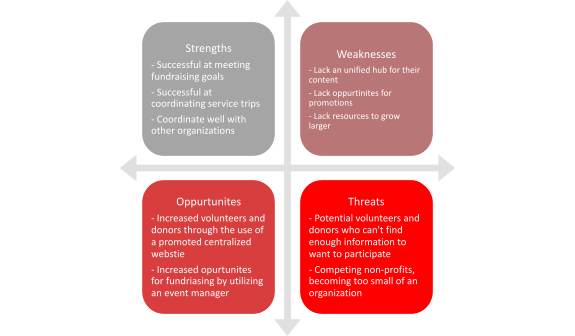 Strengths
- Successful at meeting
fundraising goals
- Successful at
coordinating service trips
- Coordinate well with
other organizations
Weaknesses
- Lack an unified hub for their
content
- Lack oppurtinites for
promotions
- Lack resources to grow
larger
Oppurtunites
- Increased volunteers and
donors through the use of
a promoted centralized
webstie
- Increased opurtunites
for fundriasing by utilizing
an event manager
Threats
- Potential volunteers and
donors who can't find
enough information to
want to participate
- Competing non-profits,
becoming too small of an
organization